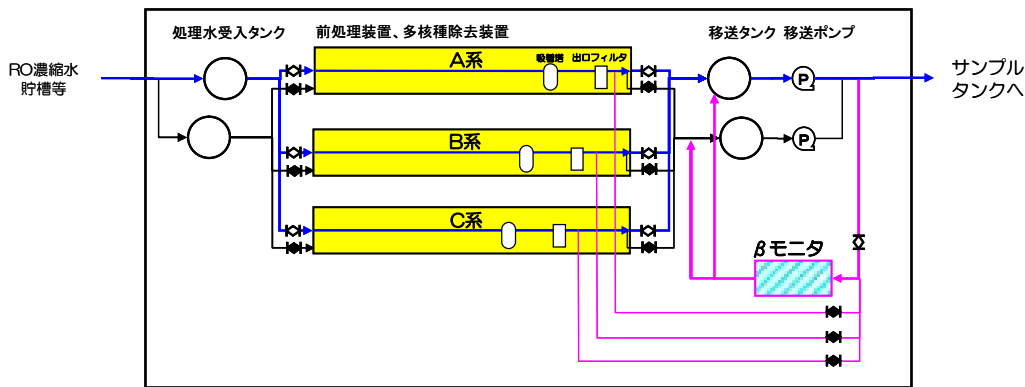 処理水受入タンク
前処理装置、多核種除去装置
移送タンク 移送ポンプ
RO濃縮水
貯槽等
A系
吸着塔 出口フィルタ
P
サンプル
タンクへ
B系
P
C系
βモニタ